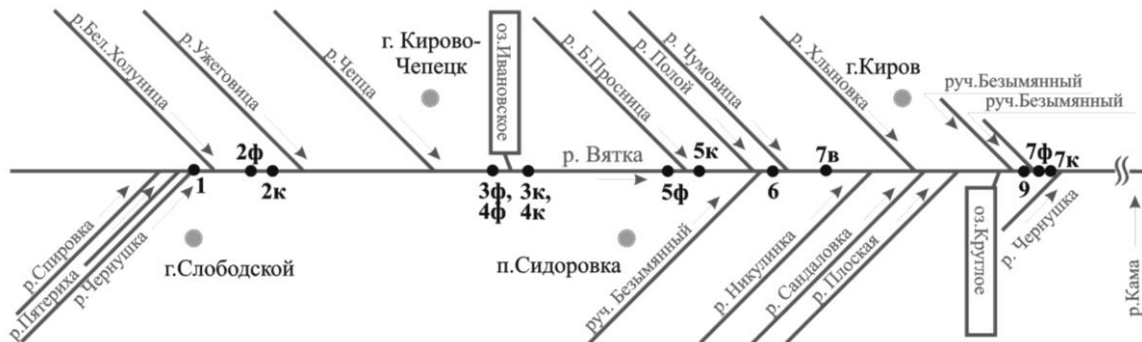 р.Бел.Холуница
р.Ужеговица
р.Чепца
г. Кирово-
Чепецк
оз.Ивановское
р. Б.Просница
р. Полой
р. Чумовица
р. Хлыновка
г.Киров
руч.Безымянный
руч.Безымянный
1
2ф
2к
3ф,
4ф
3к,
4к
р. Вятка
5ф
5к
6
7в
9
7ф
7к
р.Спировка
р.Пятериха
р.Чернушка
г.Слободской
п.Сидоровка
руч. Безымянный
р. Никулинка
р. Сандаловка
р. Плоская
оз.Круглое
р. Чернушка
р.Кама